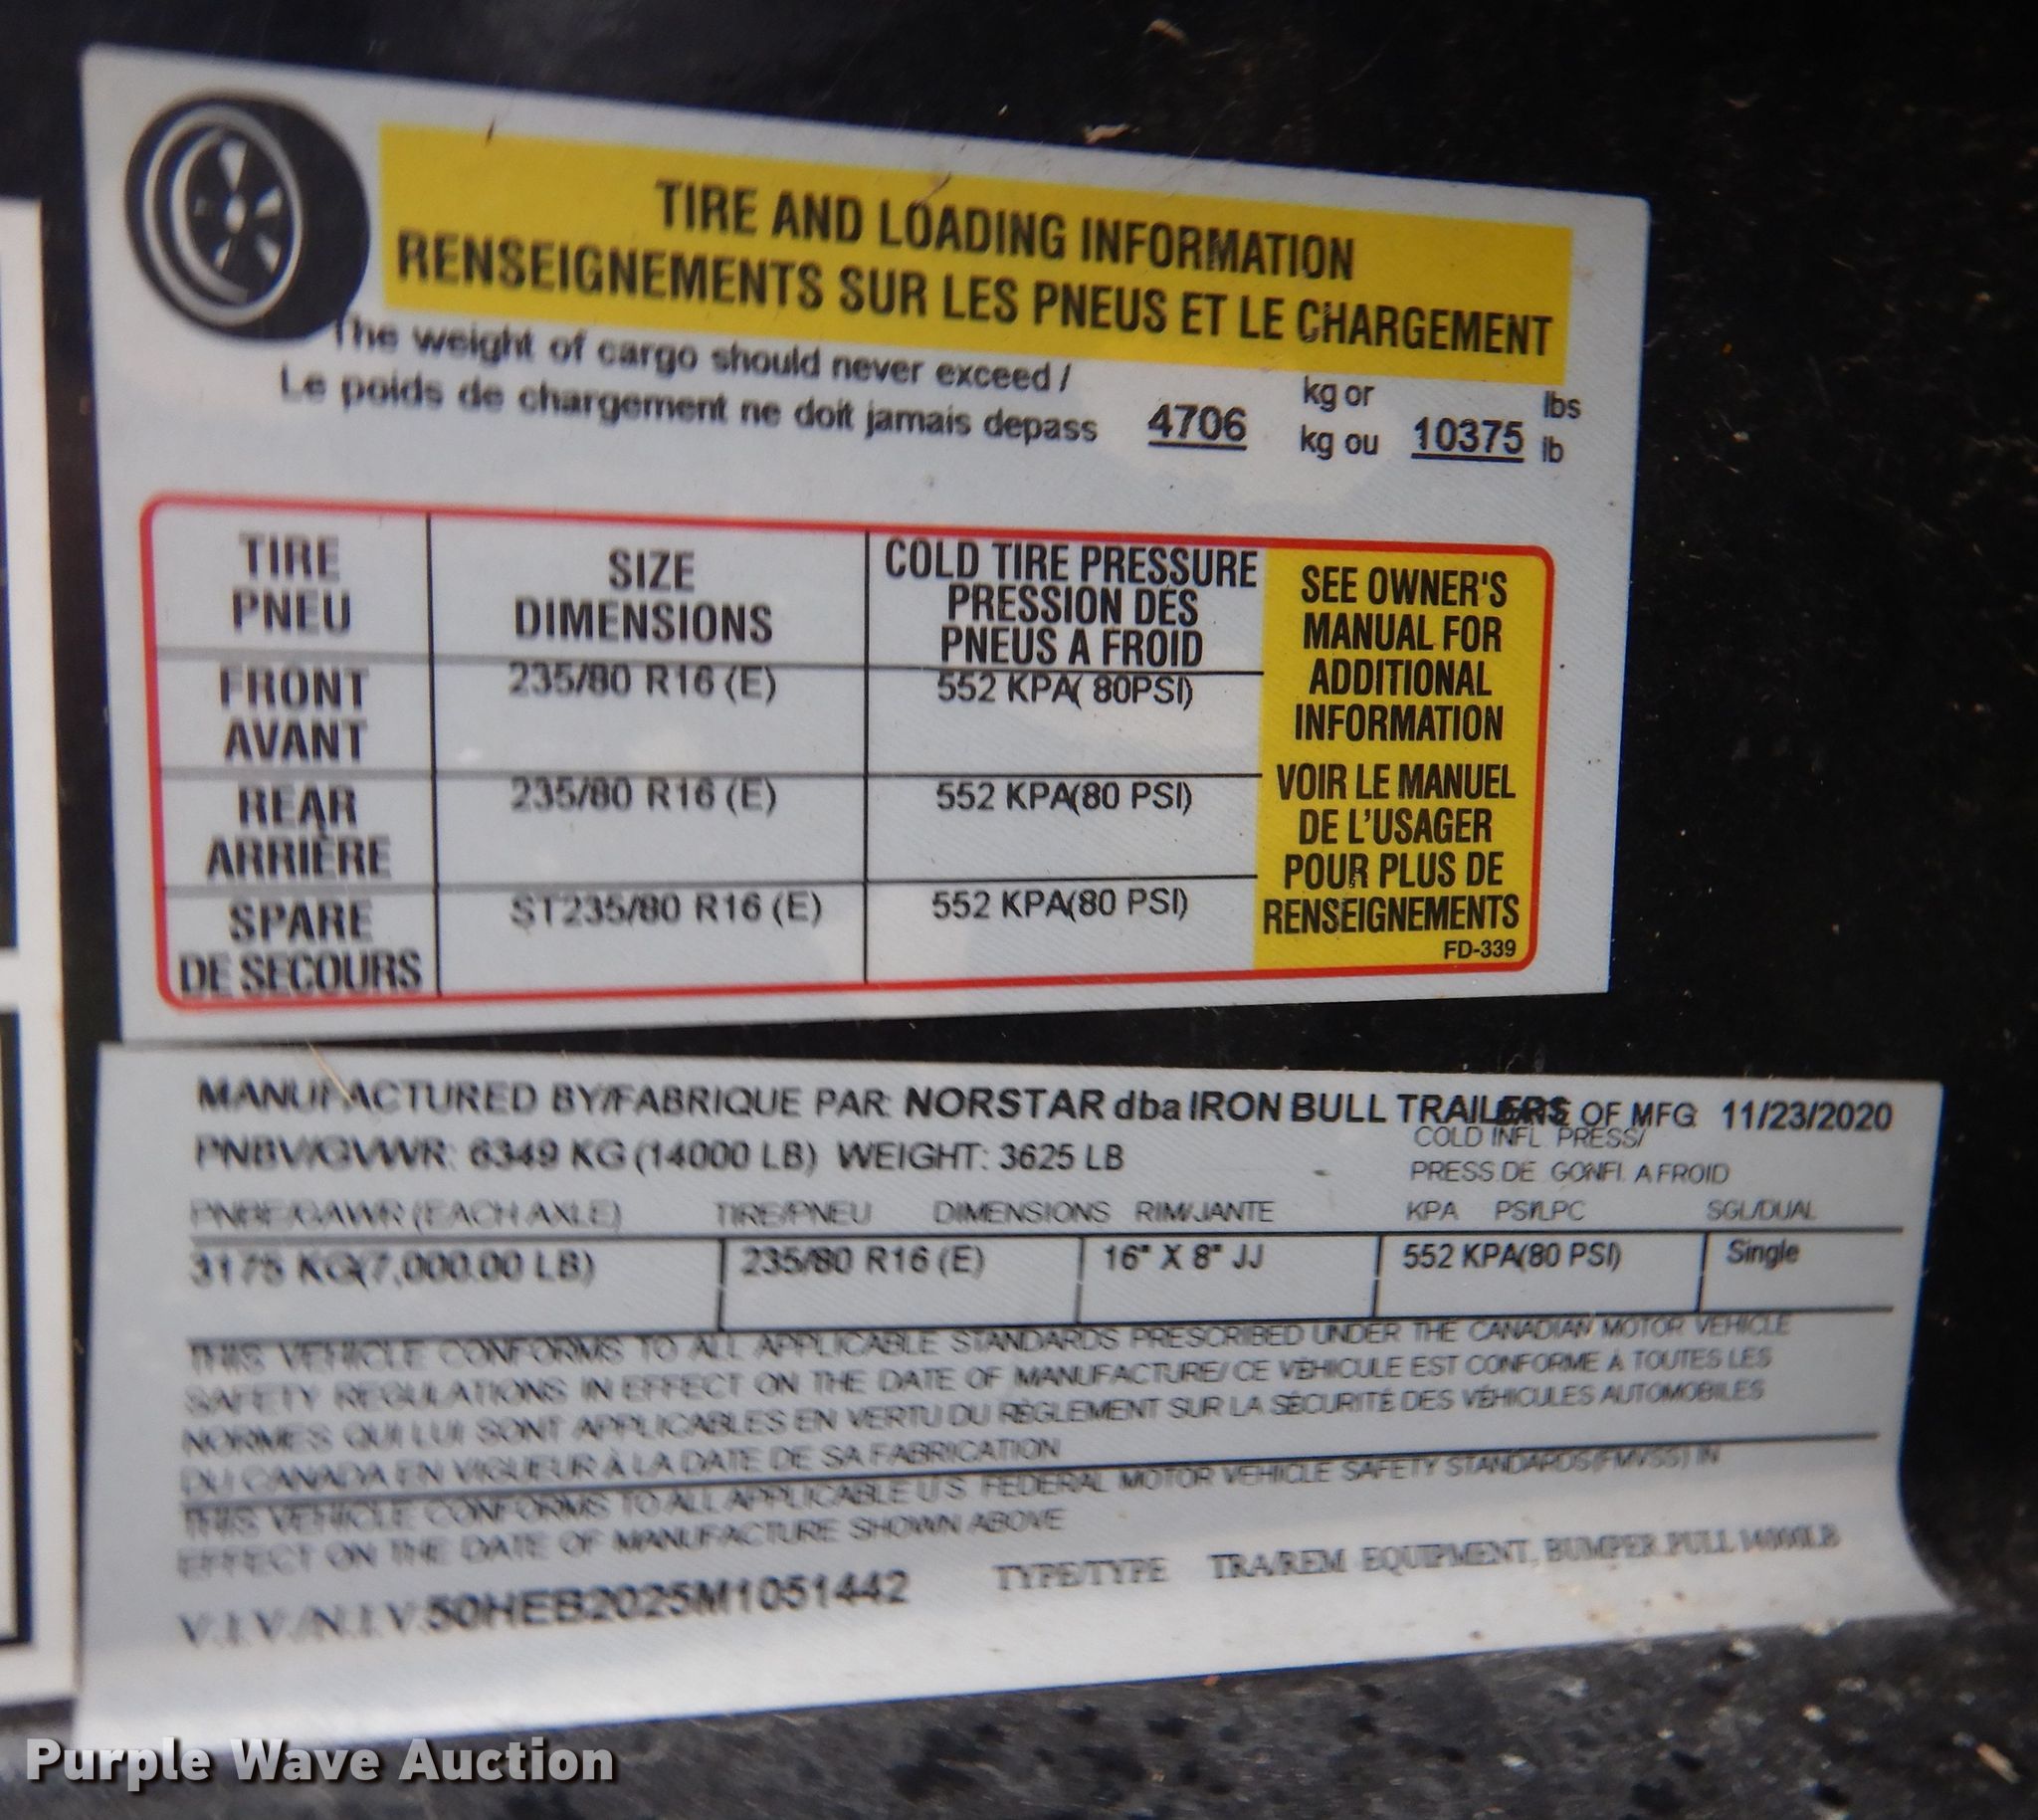 TIRE AND LOADING INFORMATION
RENSEIGNEMENTS SUR LES PNEUS ET LE CHARGEMENT
The weight of cargo should never exceed / kg or lbs
Le poids de chargement ne doit jamais depass 4706 kg ou 10375 lb
TIRE SIZE COLD TIRE PRESSURE
PNEU DIMENSIONS PRESSION DES
PNEUS A FROID
FRONT 235/80 R16 (E) 552 KPA( 80PSI)
AVANT
REAR 235/80 R16 (E) 552 KPA(80 PSI)
ARRIÈRE
SPARE ST235/80 R16 (E) 552 KPA(80 PSI)
DE SECOURS
SEE OWNER'S
MANUAL FOR
ADDITIONAL
INFORMATION
VOIR LE MANUEL
DE L'USAGER
POUR PLUS DE
RENSEIGNEMENTS
FD-339
MANUFACTURED BY/FABRIQUE PAR: NORSTAR dba IRON BULL TRAILERS OF MFG 11/23/2020
PNBV/GVWR: 6349 KG (14000 LB) WEIGHT: 3625 LB
COLD INFL PRESS/
PRESS DE GONFL A FROID
PNBE/GAWR (EACH AXLE) TIRE/PNEU DIMENSIONS RIM/JANTE KPA PSI/LPC SGL/DUAL
3175 KG(7,000.00 LB) 235/80 R16 (E) 16" X 8" JJ 552 KPA(80 PSI) Single
THIS VEHICLE CONFORMS TO ALL APPLICABLE STANDARDS PRESCRIBED UNDER THE CANADIAN MOTOR VEHICLE
SAFETY REGULATIONS IN EFFECT ON THE DATE OF MANUFACTURE/ CE VÉHICULE EST CONFORME À TOUTES LES
NORMES QUI LUI SONT APPLICABLES EN VERTU DU RÈGLEMENT SUR LA SÉCURITÉ DES VÉHICULES AUTOMOBILES
DU CANADA EN VIGUEUR À LA DATE DE SA FABRICATION
THIS VEHICLE CONFORMS TO ALL APPLICABLE U.S. FEDERAL MOTOR VEHICLE SAFETY STANDARDS(FMVSS) IN
EFFECT ON THE DATE OF MANUFACTURE SHOWN ABOVE
V.I.V./N.I.V.50HEB2025M1051442 TYPE/TYPE TRA/REM EQUIPMENT, BUMPER PULL 14000LB
Purple Wave Auction